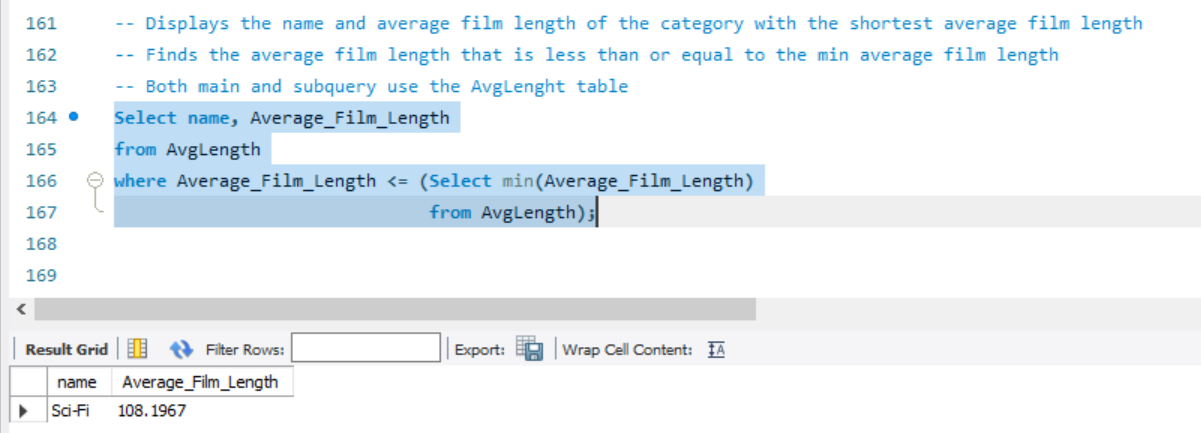 161 -- Displays the name and average film length of the category with the shortest average film length
162 -- Finds the average film length that is less than or equal to the min average film length
163 -- Both main and subquery use the AvgLenght table
164 Select name, Average_Film_Length
165 from AvgLength
166 where Average_Film_Length <= (Select min(Average_Film_Length)
167 from AvgLength);
168
169
Result Grid Filter Rows: Export: Wrap Cell Content: IA
name Average_Film_Length
Sci-Fi 108.1967